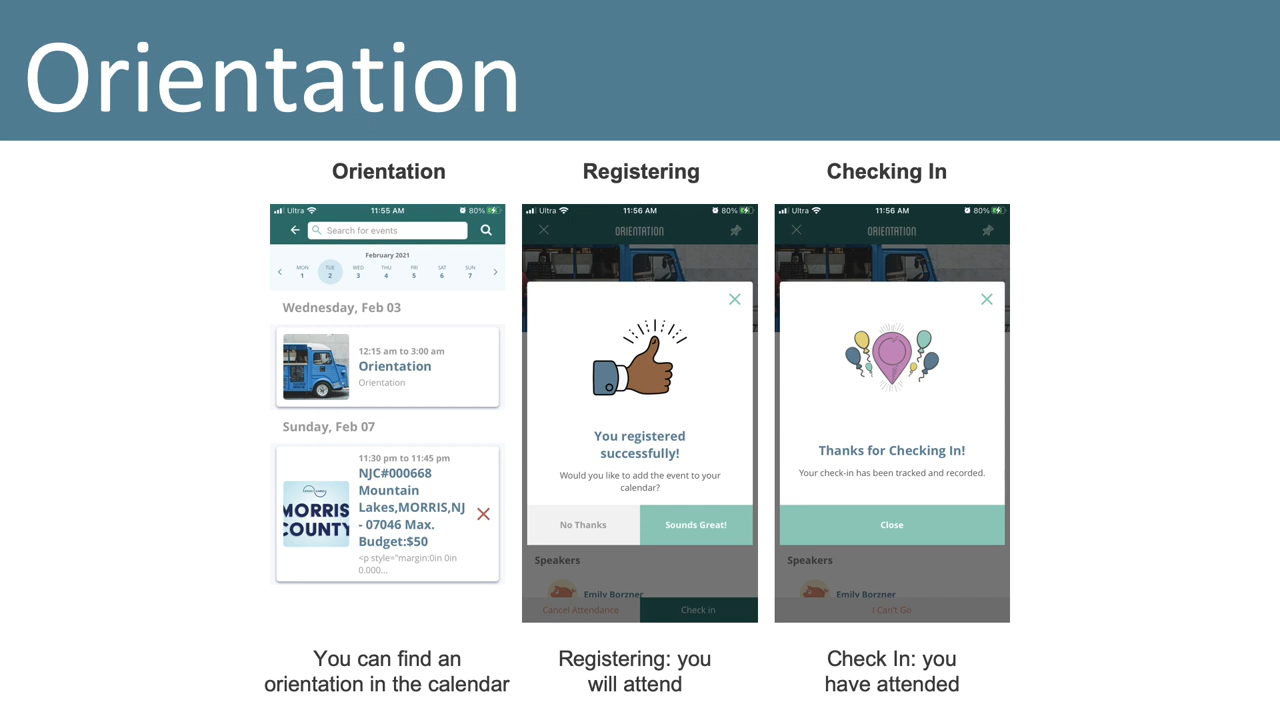 Orientation
Orientation
Registering
Checking In
Ultra
11:55 AM
80%
Search for events
February 2021
MON TUE WED THU FRI SAT SUN
1 2 3 4 5 6 7
Wednesday, Feb 03
12:15 am to 3:00 am
Orientation
Orientation
Sunday, Feb 07
MORRIS
COUNTY
11:30 pm to 11:45 pm
NJC#000668
Mountain
Lakes,MORRIS,NJ
- 07046 Max.
Budget:$50
<p style="margin:0in 0in
0.000...
You can find an
orientation in the calendar
Ultra
11:56 AM
80%
ORIENTATION
You registered
successfully!
Would you like to add the event to your
calendar?
No Thanks
Sounds Great!
Speakers
Emily Borzner
Cancel Attendance
Check in
Registering: you
will attend
Ultra
11:56 AM
80%
ORIENTATION
Thanks for Checking In!
Your check-in has been tracked and recorded.
Close
Speakers
Emily Borzner
I Can't Go
Check In: you
have attended